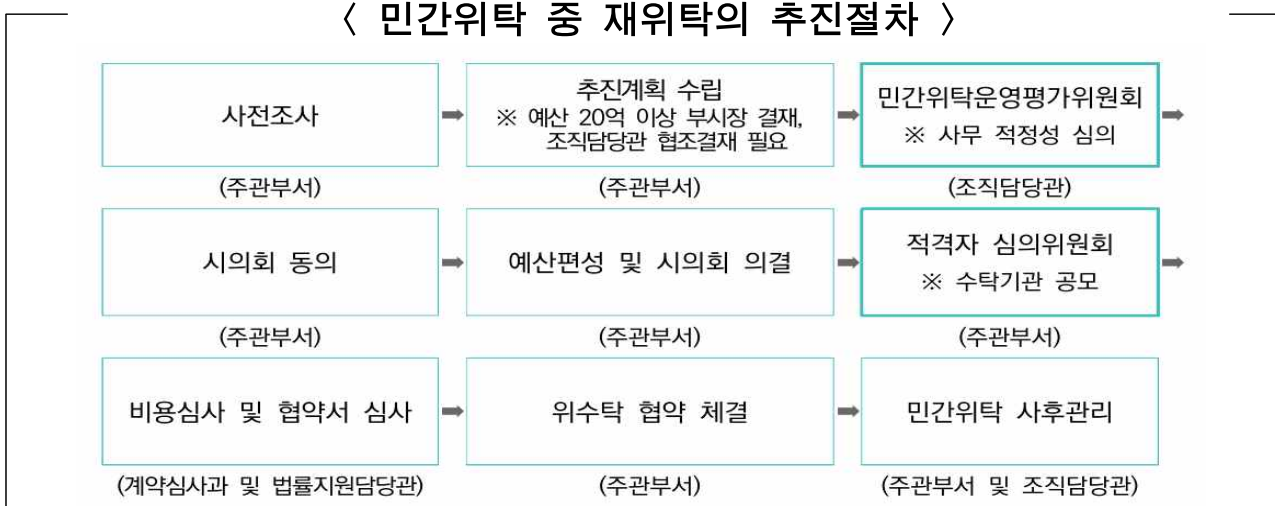 〈 민간위탁 중 재위탁의 추진절차 〉
사전조사
(주관부서)
추진계획 수립
※ 예산 20억 이상 부시장 결재,
조직담당관 협조결재 필요
(주관부서)
민간위탁운영평가위원회
※ 사무 적정성 심의
(조직담당관)
시의회 동의
(주관부서)
예산편성 및 시의회 의결
(주관부서)
적격자 심의위원회
※ 수탁기관 공모
(주관부서)
비용심사 및 협약서 심사
(계약심사과 및 법률지원담당관)
위수탁 협약 체결
(주관부서)
민간위탁 사후관리
(주관부서 및 조직담당관)